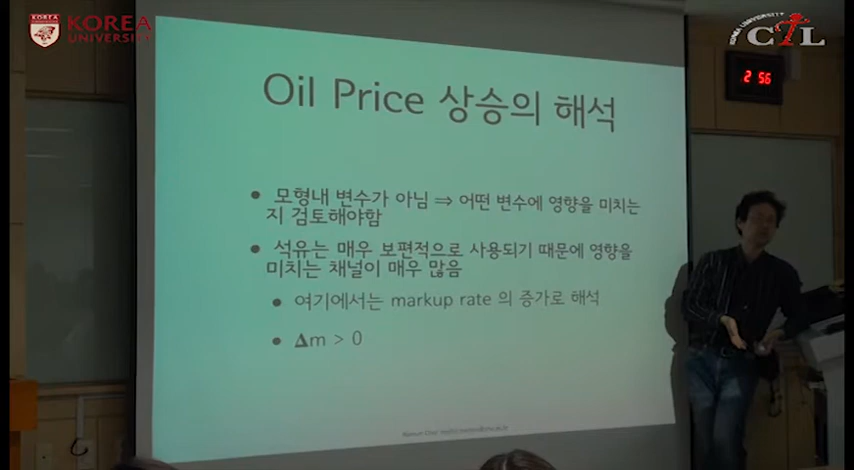 KOREA
UNIVERSITY
KOREA UNIVERSITY
CTL
2 56
Oil Price 상승의 해석
• 모형내 변수가 아님 ⇒ 어떤 변수에 영향을 미치는
지 검토해야함
• 석유는 매우 보편적으로 사용되기 때문에 영향을
미치는 채널이 매우 많음
• 여기에서는 markup rate 의 증가로 해석
• Δm > 0